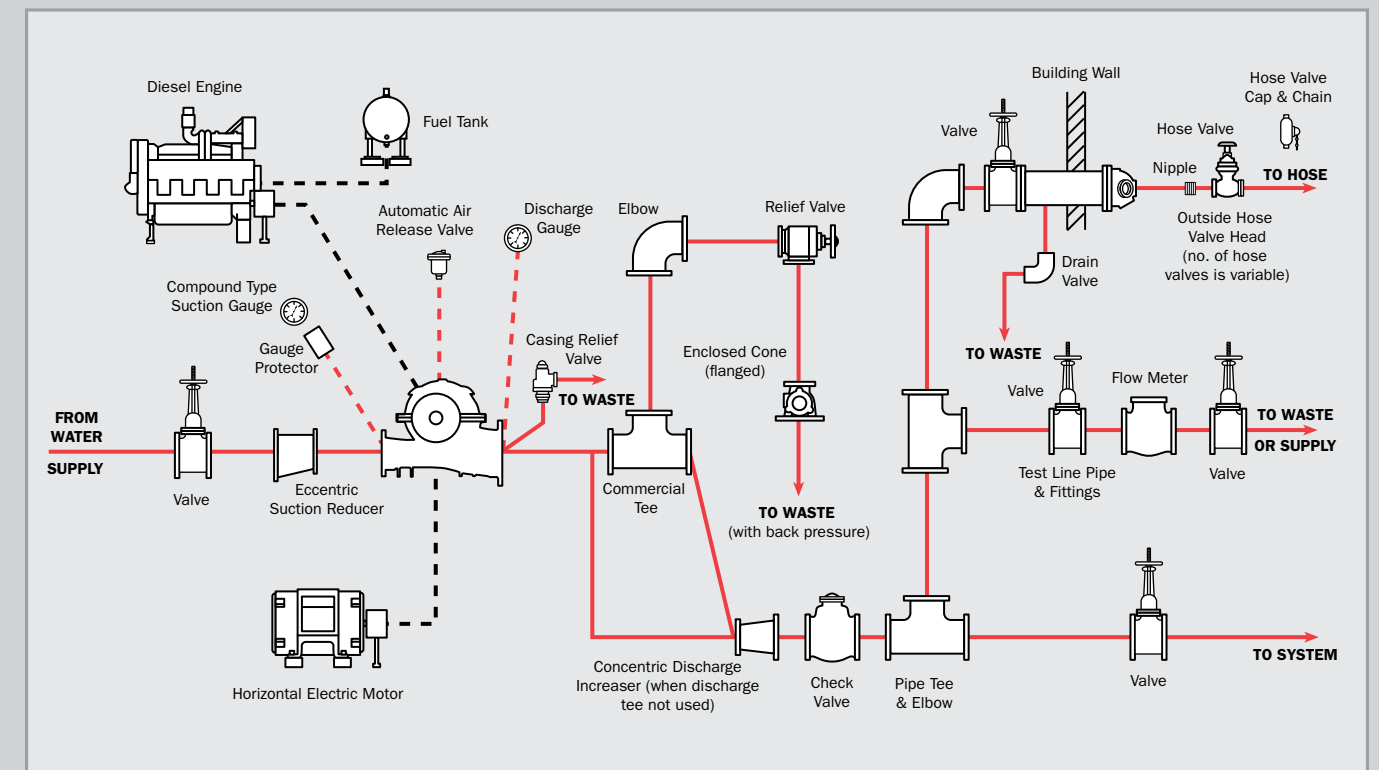 Diesel Engine
Fuel Tank
Building Wall
Hose Valve
Cap & Chain
Valve
Hose Valve
Nipple
TO HOSE
Automatic Air
Release Valve
Discharge
Gauge
Elbow
Relief Valve
Outside Hose
Valve Head
(no. of hose
valves is variable)
Drain
Valve
Compound Type
Suction Gauge
Gauge
Protector
Casing Relief
Valve
TO WASTE
Enclosed Cone
(flanged)
TO WASTE
Valve
Flow Meter
FROM
WATER
SUPPLY
TO WASTE
OR SUPPLY
Valve
Eccentric
Suction Reducer
Commercial
Tee
Test Line Pipe
& Fittings
Valve
TO WASTE
(with back pressure)
Horizontal Electric Motor
Concentric Discharge
Increaser (when discharge
tee not used)
Check
Valve
Pipe Tee
& Elbow
Valve
TO SYSTEM